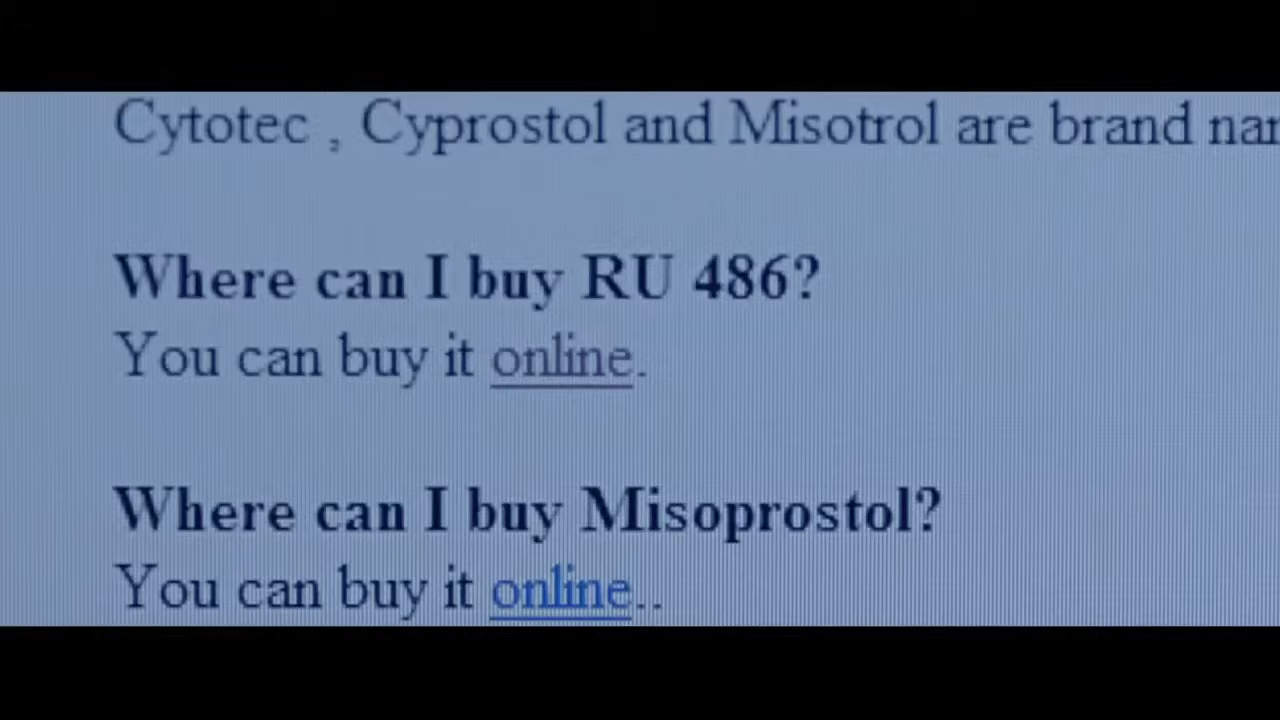 Cytotec , Cyprostol and Misotrol are brand
Where can I buy RU 486?
You can buy it online.
Where can I buy Misoprostol?
You can buy it online..